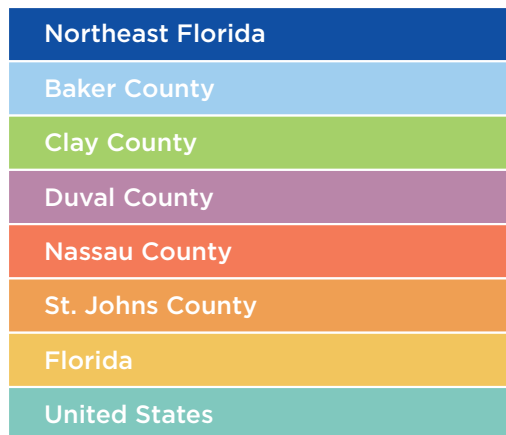 Northeast Florida
Baker County
Clay County
Duval County
Nassau County
St. Johns County
Florida
United States